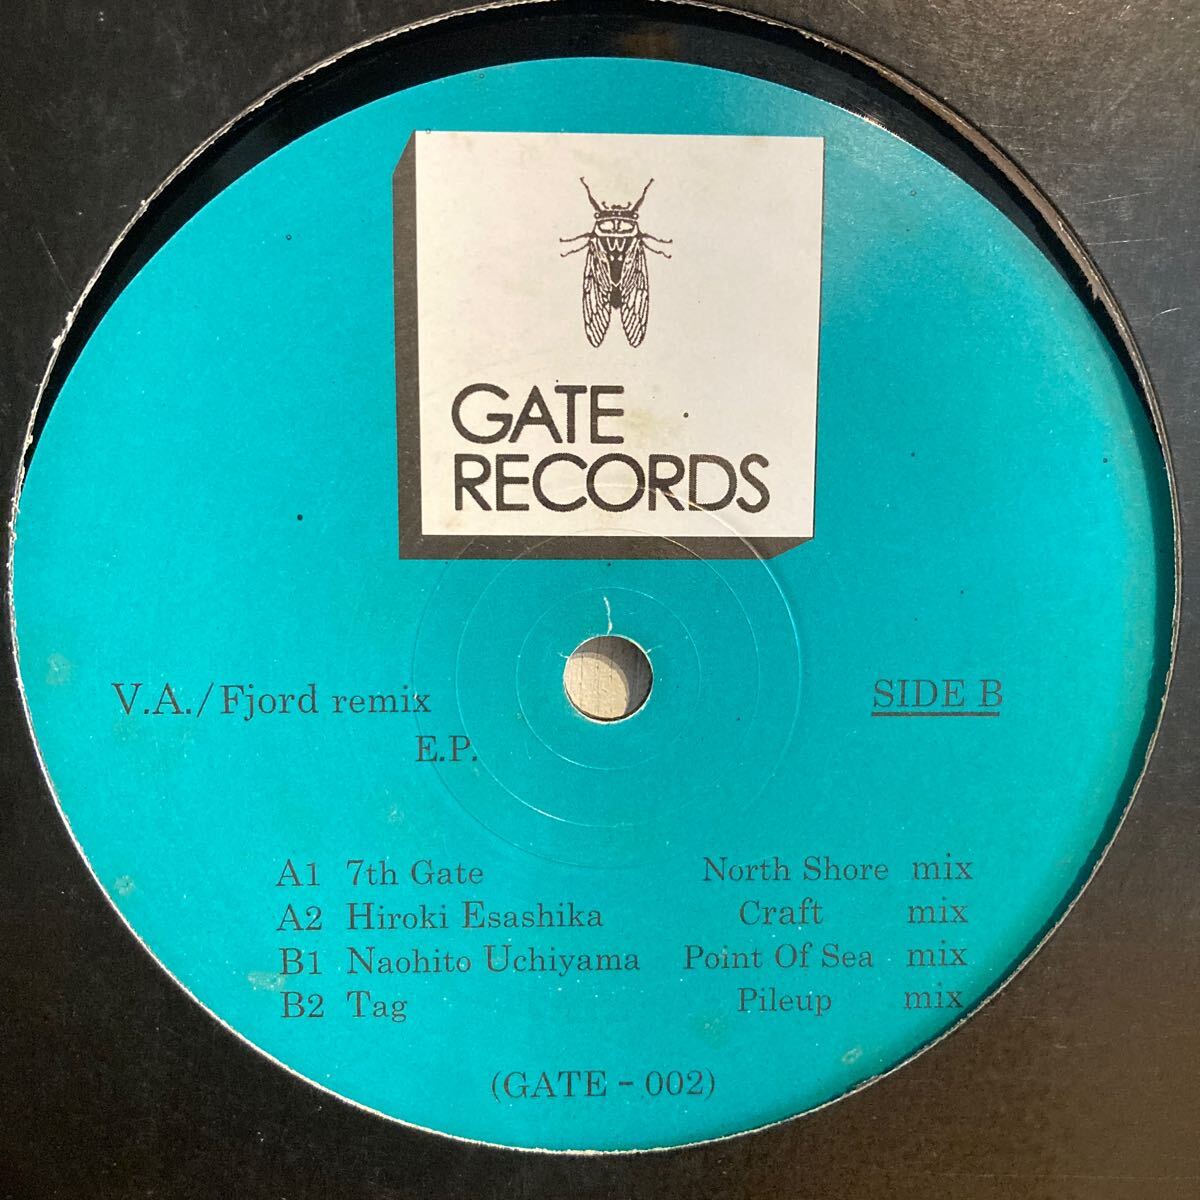 GATE
RECORDS
V.A./Fjord remix
E.P.
SIDE B
A1 7th Gate North Shore mix
A2 Hiroki Esashika Craft mix
B1 Naohito Uchiyama Point Of Sea mix
B2 Tag Pileup mix
(GATE - 002)